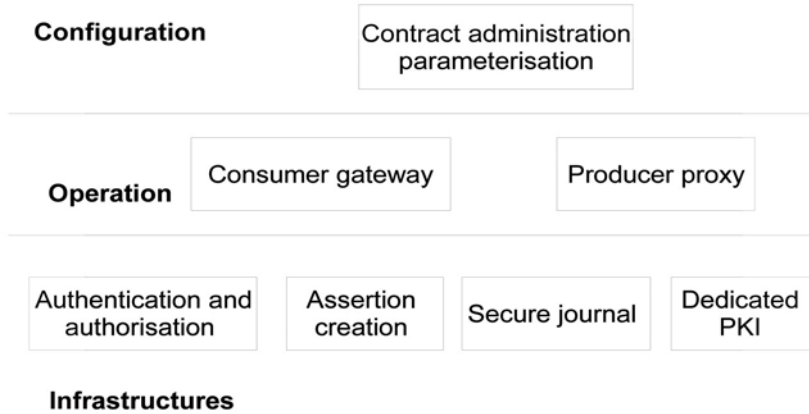 Configuration
Contract administration
parameterisation
Consumer gateway
Producer proxy
Operation
Authentication and
authorisation
Assertion
creation
Secure journal
Dedicated
PKI
Infrastructures